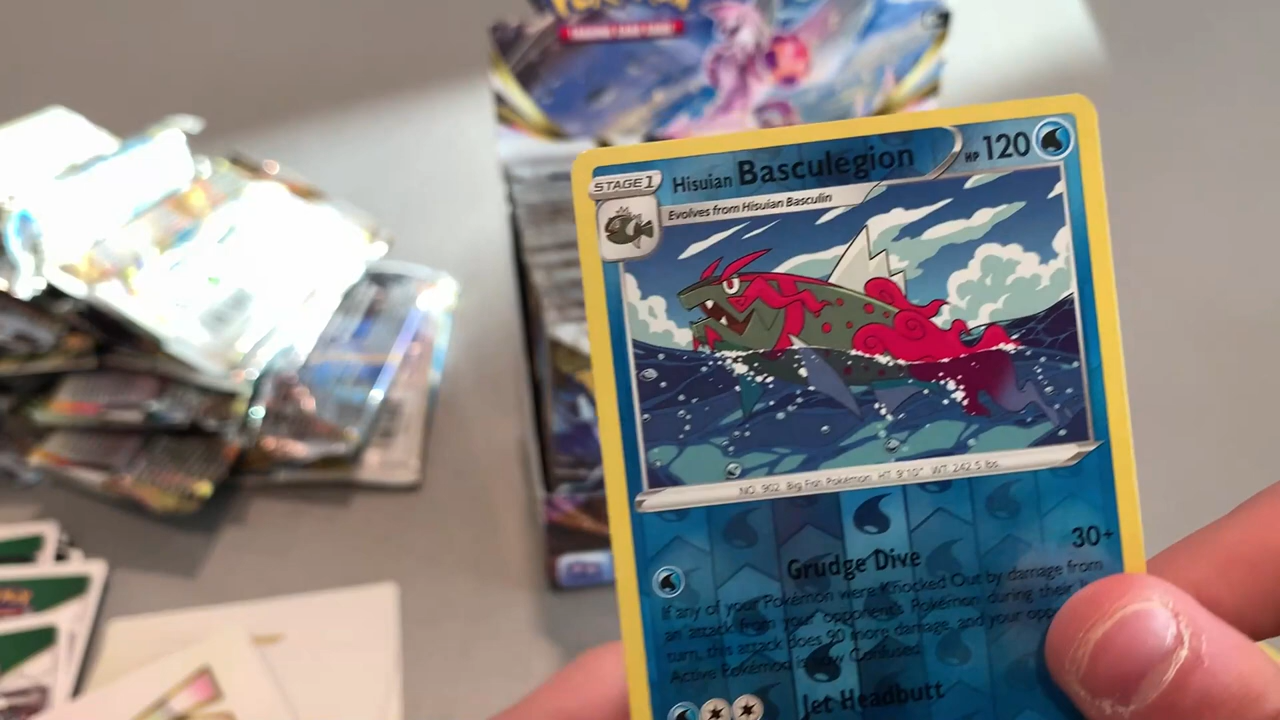 POKÉMON
STAGE 1
Hisuian Basculegion
HP 120
Evolves from Hisuian Basculin
NO. 902 Big Fish Pokémon HT 9'10" WT 242.5 lbs
Grudge Dive 30+
If any of your Pokémon were Knocked Out by damage from
an attack from your opponent's Pokémon during their
turn, this attack does 90 more damage, and your
Active Pokémon is now Confused.
Jet Headbutt